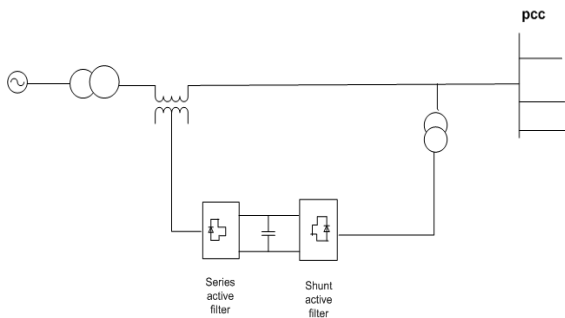 pcc
Series
active
filter
Shunt
active
filter